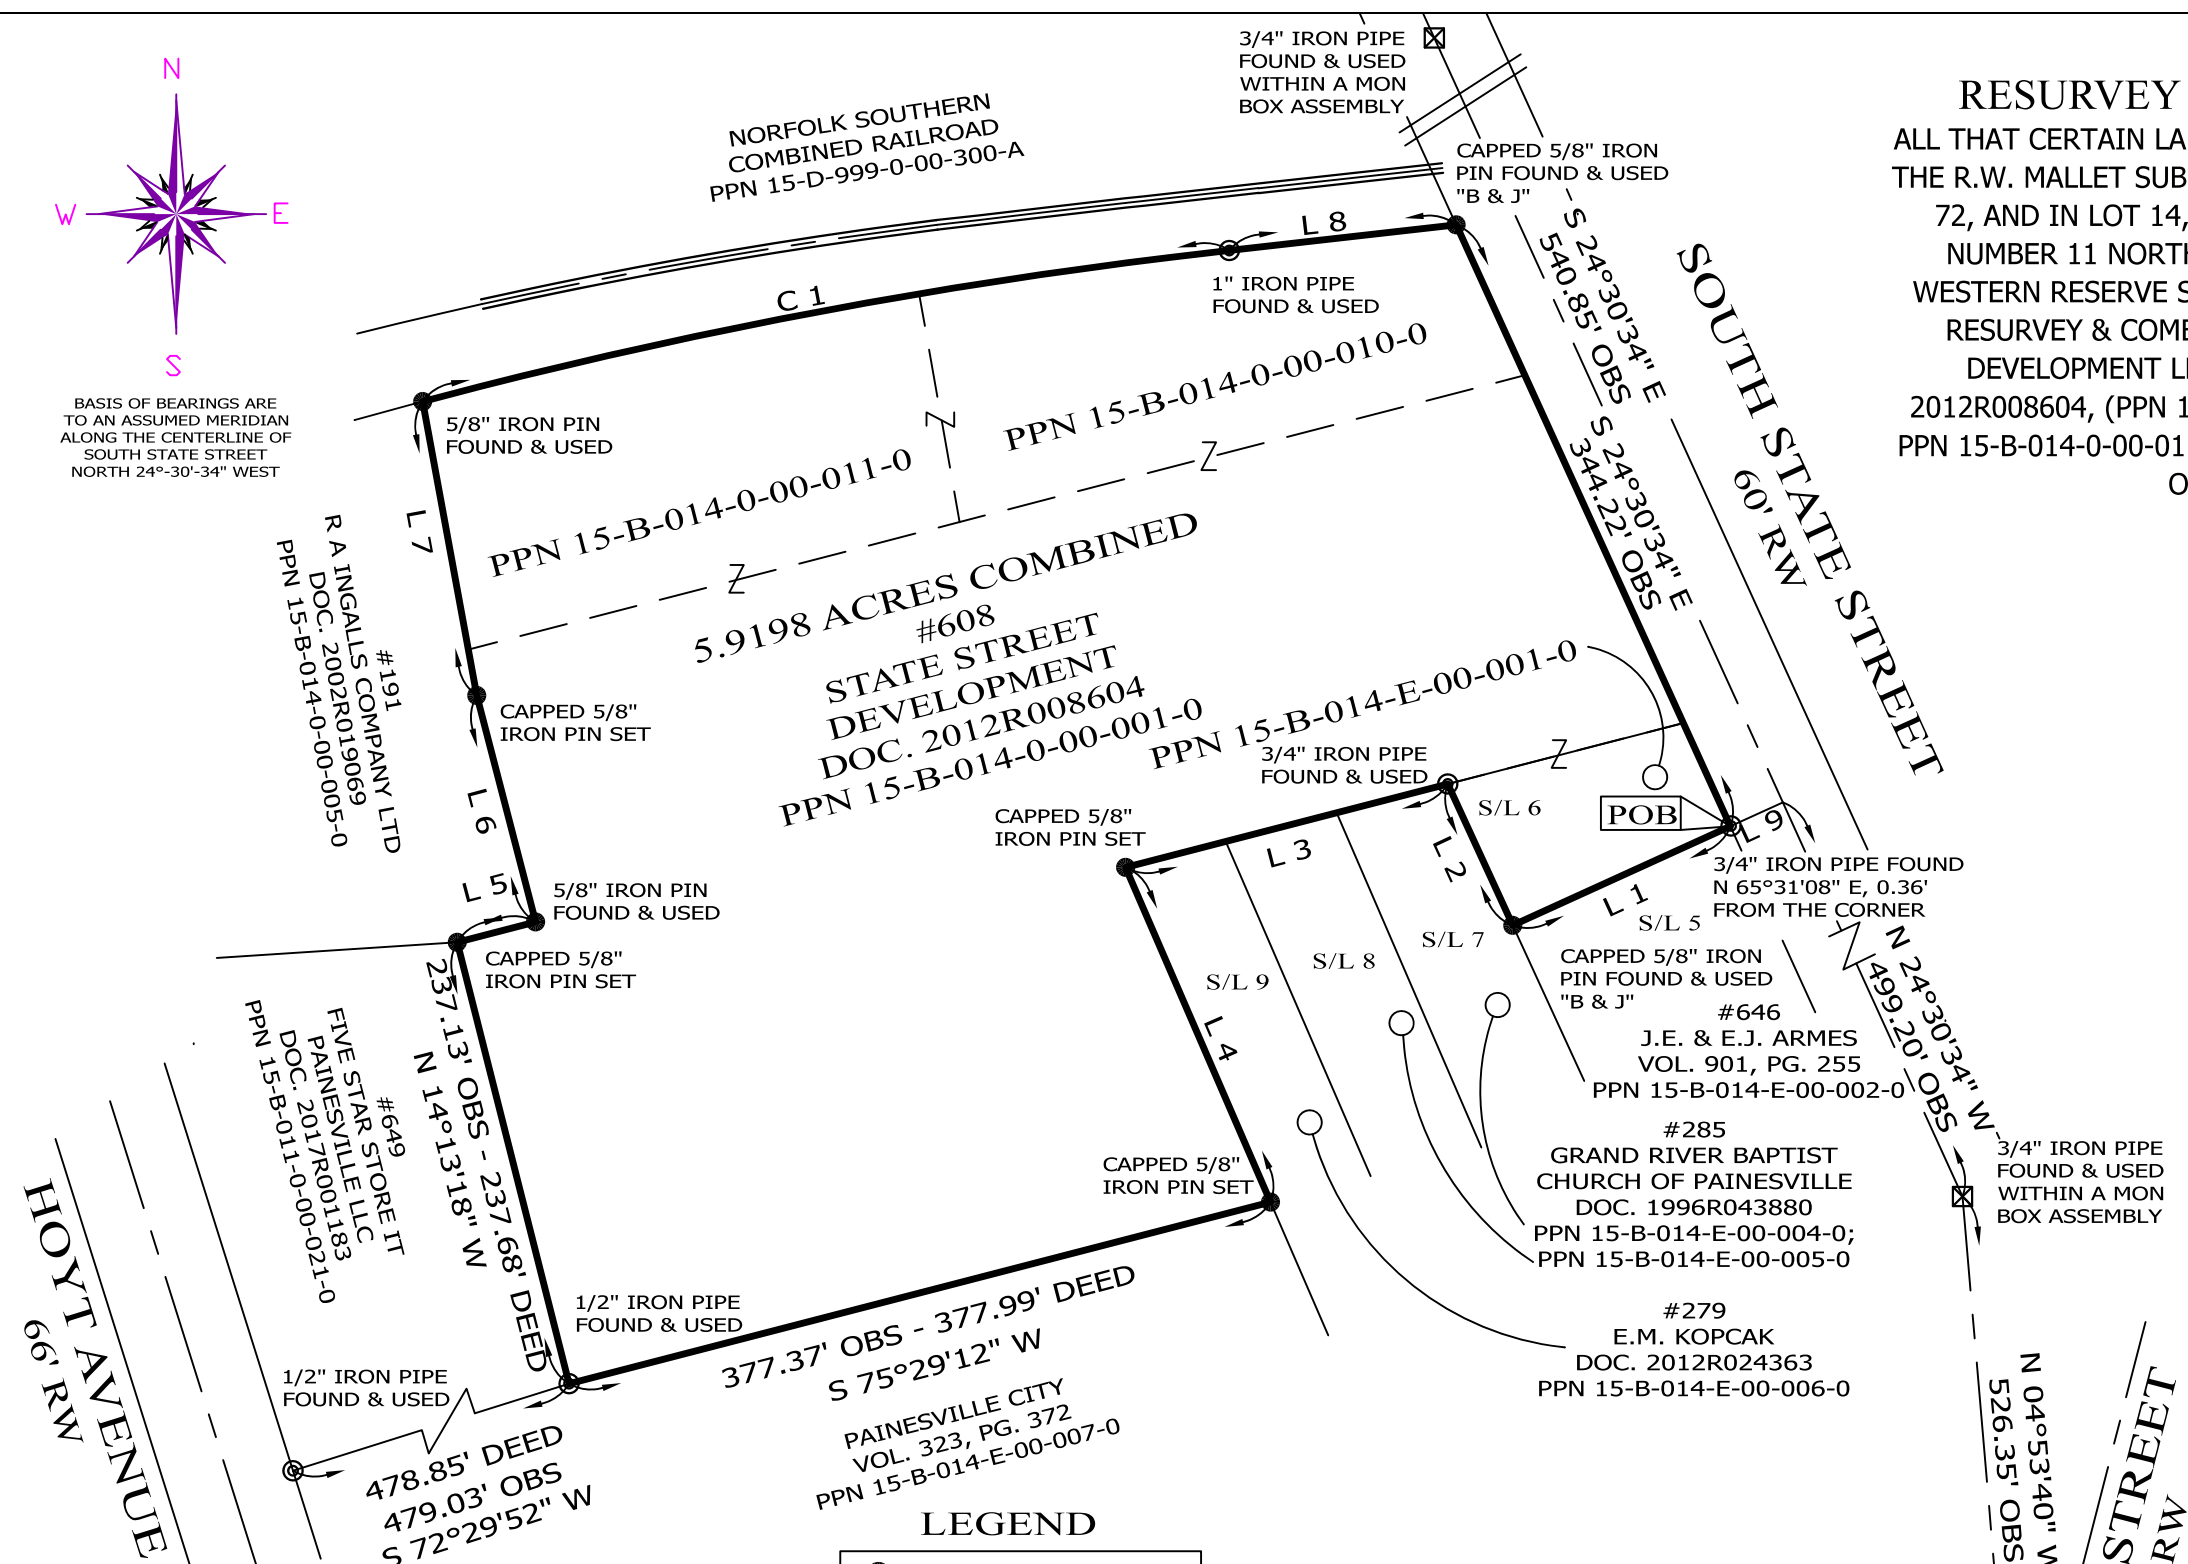 N
W
E
S
BASIS OF BEARINGS ARE
TO AN ASSUMED MERIDIAN
ALONG THE CENTERLINE OF
SOUTH STATE STREET
NORTH 24°-30'-34" WEST
NORFOLK SOUTHERN
COMBINED RAILROAD
PPN 15-D-999-0-00-300-A
3/4" IRON PIPE
FOUND & USED
WITHIN A MON
BOX ASSEMBLY
CAPPED 5/8" IRON
PIN FOUND & USED
"B & J"
RESURVEY
ALL THAT CERTAIN LA
THE R.W. MALLET SUB
72, AND IN LOT 14,
NUMBER 11 NORTH
WESTERN RESERVE S
RESURVEY & COMB
DEVELOPMENT L
2012R008604, (PPN 1
PPN 15-B-014-0-00-01
O
L 8
C 1
1" IRON PIPE
FOUND & USED
S 24°30'34" E
540.85' OBS
SOUTH STATE STREET
60' RW
S 24°30'34" E
344.22' OBS
5/8" IRON PIN
FOUND & USED
L 7
PPN 15-B-014-0-00-011-0
PPN 15-B-014-0-00-010-0
Z
Z
Z
5.9198 ACRES COMBINED
#608
STATE STREET
DEVELOPMENT
DOC. 2012R008604
PPN 15-B-014-0-00-001-0
PPN 15-B-014-E-00-001-0
#191
R A INGALLS COMPANY LTD
DOC. 2002R019069
PPN 15-B-014-0-00-005-0
CAPPED 5/8"
IRON PIN SET
L 6
L 5
5/8" IRON PIN
FOUND & USED
CAPPED 5/8"
IRON PIN SET
3/4" IRON PIPE
FOUND & USED
Z
S/L 6
POB
L 9
CAPPED 5/8"
IRON PIN SET
L 3
L 2
L 1
3/4" IRON PIPE FOUND
N 65°31'08" E, 0.36'
FROM THE CORNER
S/L 5
S/L 7
S/L 8
S/L 9
L 4
CAPPED 5/8" IRON
PIN FOUND & USED
"B & J"
N 24°30'34" W
499.20' OBS
#646
J.E. & E.J. ARMES
VOL. 901, PG. 255
PPN 15-B-014-E-00-002-0
#285
GRAND RIVER BAPTIST
CHURCH OF PAINESVILLE
DOC. 1996R043880
PPN 15-B-014-E-00-004-0;
PPN 15-B-014-E-00-005-0
#279
E.M. KOPCAK
DOC. 2012R024363
PPN 15-B-014-E-00-006-0
3/4" IRON PIPE
FOUND & USED
WITHIN A MON
BOX ASSEMBLY
CAPPED 5/8"
IRON PIN SET
237.13' OBS - 237.68' DEED
N 14°13'18" W
#649
FIVE STAR STORE IT
PAINESVILLE LLC
DOC. 2017R001183
PPN 15-B-011-0-00-021-0
HOYT AVENUE
66' RW
1/2" IRON PIPE
FOUND & USED
1/2" IRON PIPE
FOUND & USED
377.37' OBS - 377.99' DEED
S 75°29'12" W
478.85' DEED
479.03' OBS
S 72°29'52" W
PAINESVILLE CITY
VOL. 323, PG. 372
PPN 15-B-014-E-00-007-0
N 04°53'40" W
526.35' OBS
STREET
RW
LEGEND